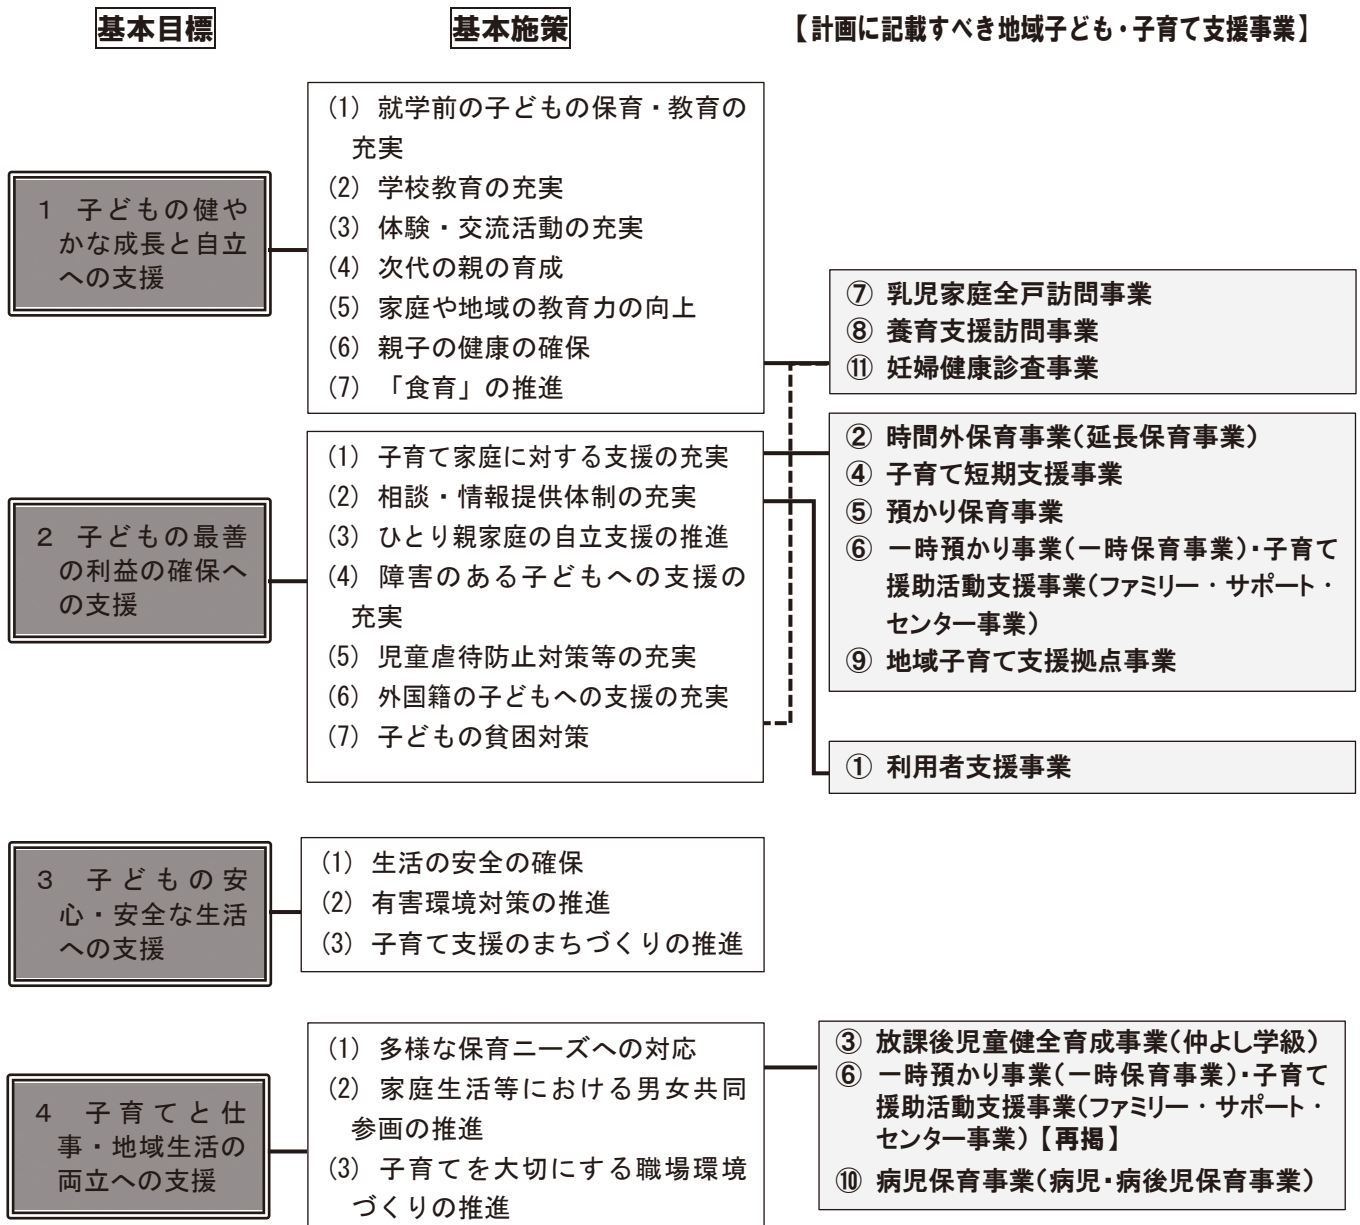 基本目標
基本施策
【計画に記載すべき地域子ども・子育て支援事業】
1 子どもの健や
かな成長と自立
への支援
(1) 就学前の子どもの保育・教育の
充実
(2) 学校教育の充実
(3) 体験・交流活動の充実
(4) 次代の親の育成
(5) 家庭や地域の教育力の向上
(6) 親子の健康の確保
(7) 「食育」の推進
⑦ 乳児家庭全戸訪問事業
⑧ 養育支援訪問事業
⑪ 妊婦健康診査事業
2 子どもの最善
の利益の確保へ
の支援
(1) 子育て家庭に対する支援の充実
(2) 相談・情報提供体制の充実
(3) ひとり親家庭の自立支援の推進
(4) 障害のある子どもへの支援の
充実
(5) 児童虐待防止対策等の充実
(6) 外国籍の子どもへの支援の充実
(7) 子どもの貧困対策
② 時間外保育事業(延長保育事業)
④ 子育て短期支援事業
⑤ 預かり保育事業
⑥ 一時預かり事業(一時保育事業)・子育て
援助活動支援事業(ファミリー・サポート・
センター事業)
⑨ 地域子育て支援拠点事業
① 利用者支援事業
3 子どもの安
心・安全な生活
への支援
(1) 生活の安全の確保
(2) 有害環境対策の推進
(3) 子育て支援のまちづくりの推進
4 子育てと仕
事・地域生活の
両立への支援
(1) 多様な保育ニーズへの対応
(2) 家庭生活等における男女共同
参画の推進
(3) 子育てを大切にする職場環境
づくりの推進
③ 放課後児童健全育成事業(仲よし学級)
⑥ 一時預かり事業(一時保育事業)・子育て
援助活動支援事業(ファミリー・サポート・
センター事業)【再掲】
⑩ 病児保育事業(病児・病後児保育事業)